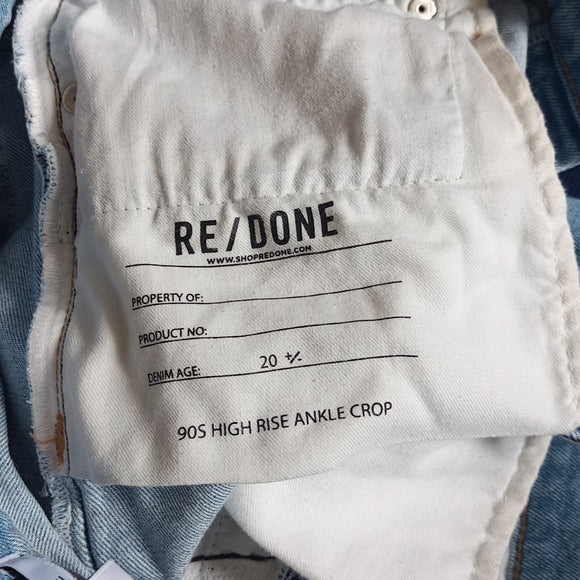 RE/DONE
WWW.SHOPREDONE.COM
PROPERTY OF:
PRODUCT NO:
DENIM AGE: 20 +/-
90S HIGH RISE ANKLE CROP